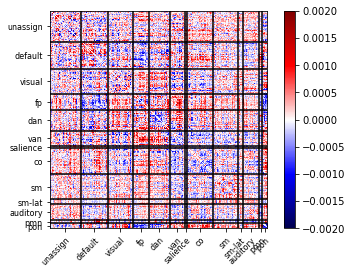 unassign
default
visual
fp
dan
van
salience
co
sm
sm-lat
auditory
pmn
pon
unassign
default
visual
fp
dan
van
salience
co
sm
sm-lat
auditory
0.0020
0.0015
0.0010
0.0005
0.0000
−0.0005
−0.0010
−0.0015
−0.0020